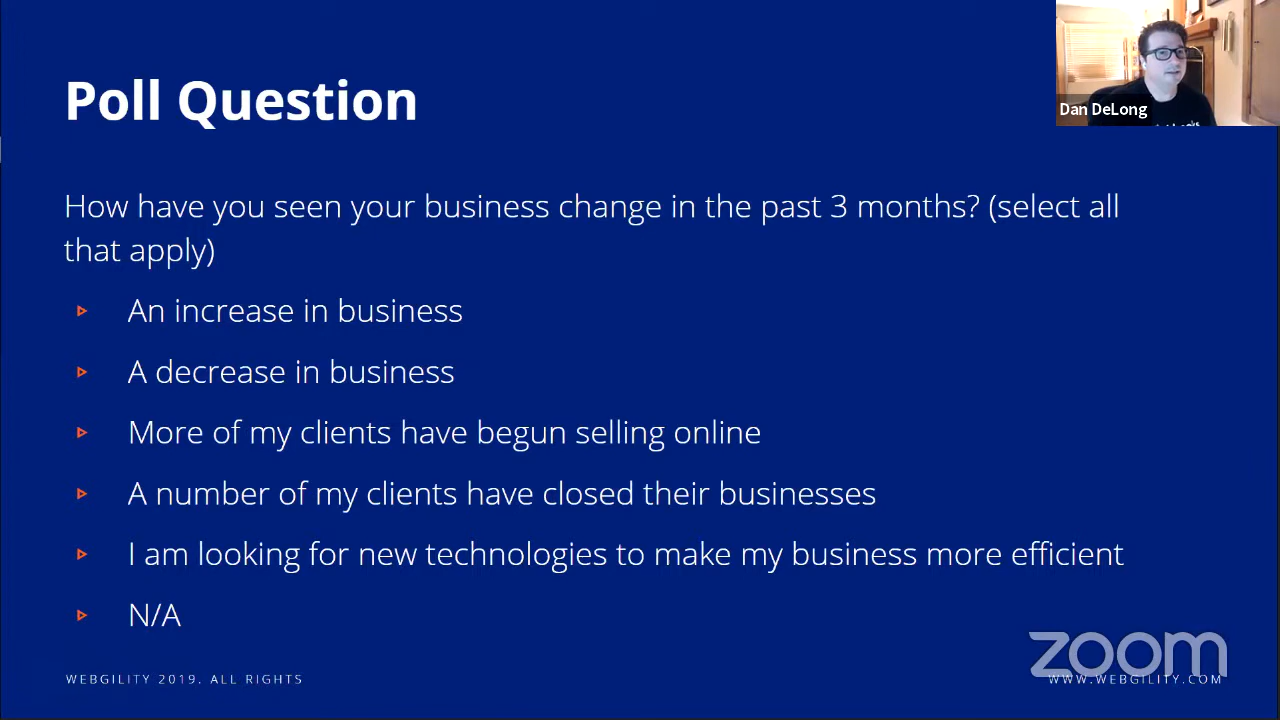 Poll Question
Dan DeLong
How have you seen your business change in the past 3 months? (select all
that apply)
An increase in business
A decrease in business
More of my clients have begun selling online
A number of my clients have closed their businesses
I am looking for new technologies to make my business more efficient
N/A
zoom
WEBGILITY 2019. ALL RIGHTS
WWW.WEBGILITY.COM